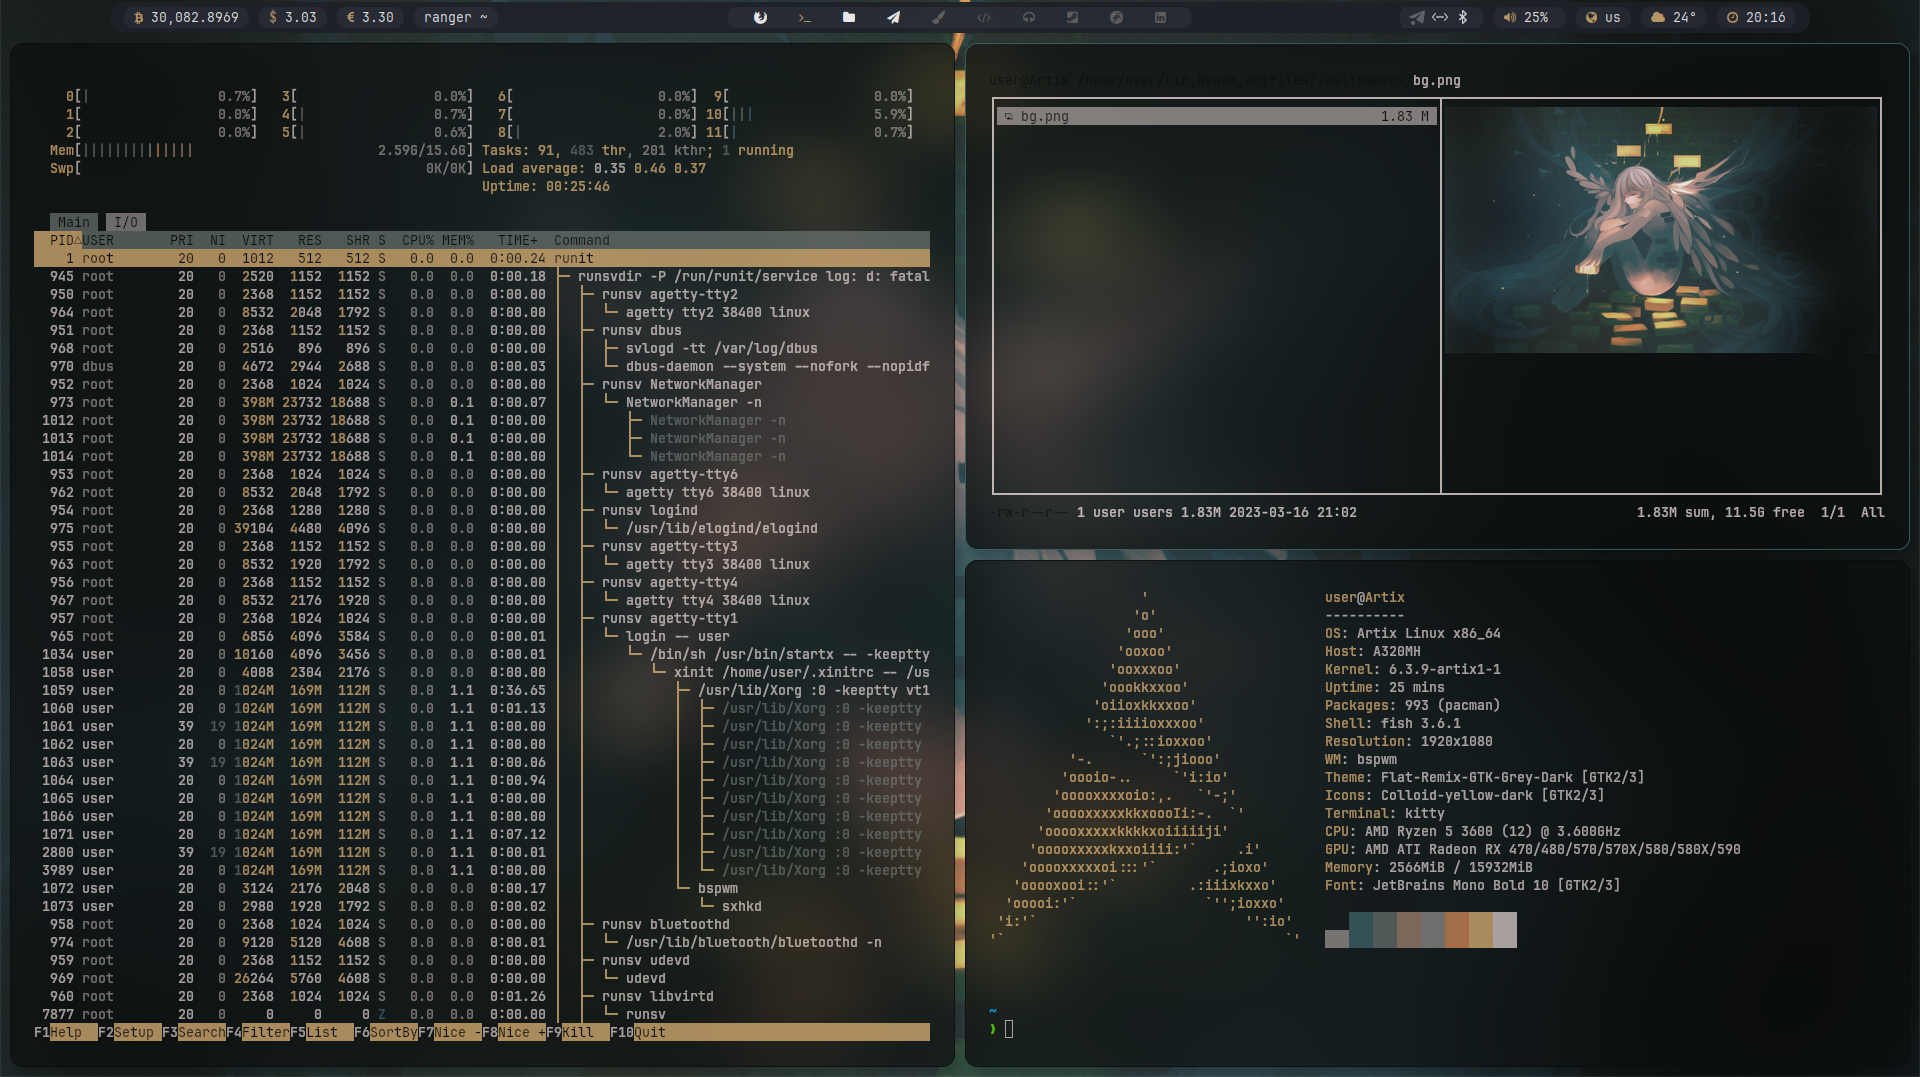 30,082.8969 $ 3.03 € 3.30 ranger ~
25% us 24° 20:16
0[| 0.7%] 3[ 0.0%] 6[ 0.0%] 9[ 0.0%]
1[ 0.0%] 4[| 0.7%] 7[ 0.0%] 10[||| 5.9%]
2[ 0.0%] 5[| 0.6%] 8[| 2.0%] 11[| 0.7%]
Mem[|||||||||||||| 2.59G/15.6G] Tasks: 91, 483 thr, 201 kthr; 1 running
Swp[ 0K/0K] Load average: 0.35 0.46 0.37
Uptime: 00:25:46
Main I/O
PID△USER PRI NI VIRT RES SHR S CPU% MEM% TIME+ Command
1 root 20 0 1012 512 512 S 0.0 0.0 0:00.24 runit
945 root 20 0 2520 1152 1152 S 0.0 0.0 0:00.18 ├─ runsvdir -P /run/runit/service log: d: fatal
950 root 20 0 2368 1152 1152 S 0.0 0.0 0:00.00 ├─ runsv agetty-tty2
964 root 20 0 8532 2048 1792 S 0.0 0.0 0:00.00 └─ agetty tty2 38400 linux
951 root 20 0 2368 1152 1152 S 0.0 0.0 0:00.00 ├─ runsv dbus
968 root 20 0 2516 896 896 S 0.0 0.0 0:00.00 ├─ svlogd -tt /var/log/dbus
970 dbus 20 0 4672 2944 2688 S 0.0 0.0 0:00.03 └─ dbus-daemon --system --nofork --nopidf
952 root 20 0 2368 1024 1024 S 0.0 0.0 0:00.00 ├─ runsv NetworkManager
973 root 20 0 398M 23732 18688 S 0.0 0.1 0:00.07 └─ NetworkManager -n
1012 root 20 0 398M 23732 18688 S 0.0 0.1 0:00.00 ├─ NetworkManager -n
1013 root 20 0 398M 23732 18688 S 0.0 0.1 0:00.00 ├─ NetworkManager -n
1014 root 20 0 398M 23732 18688 S 0.0 0.1 0:00.00 └─ NetworkManager -n
953 root 20 0 2368 1024 1024 S 0.0 0.0 0:00.00 ├─ runsv agetty-tty6
962 root 20 0 8532 2048 1792 S 0.0 0.0 0:00.00 └─ agetty tty6 38400 linux
954 root 20 0 2368 1280 1280 S 0.0 0.0 0:00.00 ├─ runsv logind
975 root 20 0 39104 4480 4096 S 0.0 0.0 0:00.00 └─ /usr/lib/elogind/elogind
955 root 20 0 2368 1152 1152 S 0.0 0.0 0:00.00 ├─ runsv agetty-tty3
963 root 20 0 8532 1920 1792 S 0.0 0.0 0:00.00 └─ agetty tty3 38400 linux
956 root 20 0 2368 1152 1152 S 0.0 0.0 0:00.00 ├─ runsv agetty-tty4
967 root 20 0 8532 2176 1920 S 0.0 0.0 0:00.00 └─ agetty tty4 38400 linux
957 root 20 0 2368 1024 1024 S 0.0 0.0 0:00.00 ├─ runsv agetty-tty1
965 root 20 0 6856 4096 3584 S 0.0 0.0 0:00.01 └─ login -- user
1034 user 20 0 10160 4096 3456 S 0.0 0.0 0:00.01 └─ /bin/sh /usr/bin/startx -- -keeptty
1058 user 20 0 4008 2304 2176 S 0.0 0.0 0:00.00 └─ xinit /home/user/.xinitrc -- /us
1059 user 20 0 1024M 169M 112M S 0.0 1.1 0:36.65 ├─ /usr/lib/Xorg :0 -keeptty vt1
1060 user 20 0 1024M 169M 112M S 0.0 1.1 0:01.13 ├─ /usr/lib/Xorg :0 -keeptty
1061 user 39 19 1024M 169M 112M S 0.0 1.1 0:00.00 ├─ /usr/lib/Xorg :0 -keeptty
1062 user 20 0 1024M 169M 112M S 0.0 1.1 0:00.00 ├─ /usr/lib/Xorg :0 -keeptty
1063 user 39 19 1024M 169M 112M S 0.0 1.1 0:00.06 ├─ /usr/lib/Xorg :0 -keeptty
1064 user 20 0 1024M 169M 112M S 0.0 1.1 0:00.94 ├─ /usr/lib/Xorg :0 -keeptty
1065 user 20 0 1024M 169M 112M S 0.0 1.1 0:00.00 ├─ /usr/lib/Xorg :0 -keeptty
1066 user 20 0 1024M 169M 112M S 0.0 1.1 0:00.00 ├─ /usr/lib/Xorg :0 -keeptty
1071 user 20 0 1024M 169M 112M S 0.0 1.1 0:07.12 ├─ /usr/lib/Xorg :0 -keeptty
2800 user 39 19 1024M 169M 112M S 0.0 1.1 0:00.01 ├─ /usr/lib/Xorg :0 -keeptty
3989 user 20 0 1024M 169M 112M S 0.0 1.1 0:00.00 └─ /usr/lib/Xorg :0 -keeptty
1072 user 20 0 3124 2176 2048 S 0.0 0.0 0:00.17 └─ bspwm
1073 user 20 0 2980 1920 1792 S 0.0 0.0 0:00.02 └─ sxhkd
958 root 20 0 2368 1024 1024 S 0.0 0.0 0:00.00 ├─ runsv bluetoothd
974 root 20 0 9120 5120 4608 S 0.0 0.0 0:00.01 └─ /usr/lib/bluetooth/bluetoothd -n
959 root 20 0 2368 1152 1152 S 0.0 0.0 0:00.00 ├─ runsv udevd
969 root 20 0 26264 5760 4608 S 0.0 0.0 0:00.00 └─ udevd
960 root 20 0 2368 1024 1024 S 0.0 0.0 0:01.26 ├─ runsv libvirtd
7877 root 20 0 0 0 0 Z 0.0 0.0 0:00.00 └─ runsv
F1Help F2Setup F3SearchF4FilterF5List F6SortByF7Nice -F8Nice +F9Kill F10Quit
user@Artix /home/user/old_bspwm_dotfiles/.wallpapers/bg.png
bg.png 1.83 M
-rw-r--r-- 1 user users 1.83M 2023-03-16 21:02 1.83M sum, 11.5G free 1/1 All
'
'o'
'ooo'
'ooxoo'
'ooxxxoo'
'oookkxxoo'
'oiioxkkxxoo'
':;:iiiioxxxoo'
`'.;::ioxxoo'
'-. `':;jiooo'
'oooio-.. `'i:io'
'ooooxxxxoio:,. `'-;'
'ooooxxxxxkkxoooIi:-. `'
'ooooxxxxxkkkkxoiiiiiji'
'ooooxxxxxkxxoiiii:'` .i'
'ooooxxxxxoi:::'` .;ioxo'
'ooooxooi::'` .:iiixkxxo'
'ooooi:'` `'';ioxxo'
'i:'` '':io'
'` `'
user@Artix
----------
OS: Artix Linux x86_64
Host: A320MH
Kernel: 6.3.9-artix1-1
Uptime: 25 mins
Packages: 993 (pacman)
Shell: fish 3.6.1
Resolution: 1920x1080
WM: bspwm
Theme: Flat-Remix-GTK-Grey-Dark [GTK2/3]
Icons: Colloid-yellow-dark [GTK2/3]
Terminal: kitty
CPU: AMD Ryzen 5 3600 (12) @ 3.600GHz
GPU: AMD ATI Radeon RX 470/480/570/570X/580/580X/590
Memory: 2566MiB / 15932MiB
Font: JetBrains Mono Bold 10 [GTK2/3]
~
❱